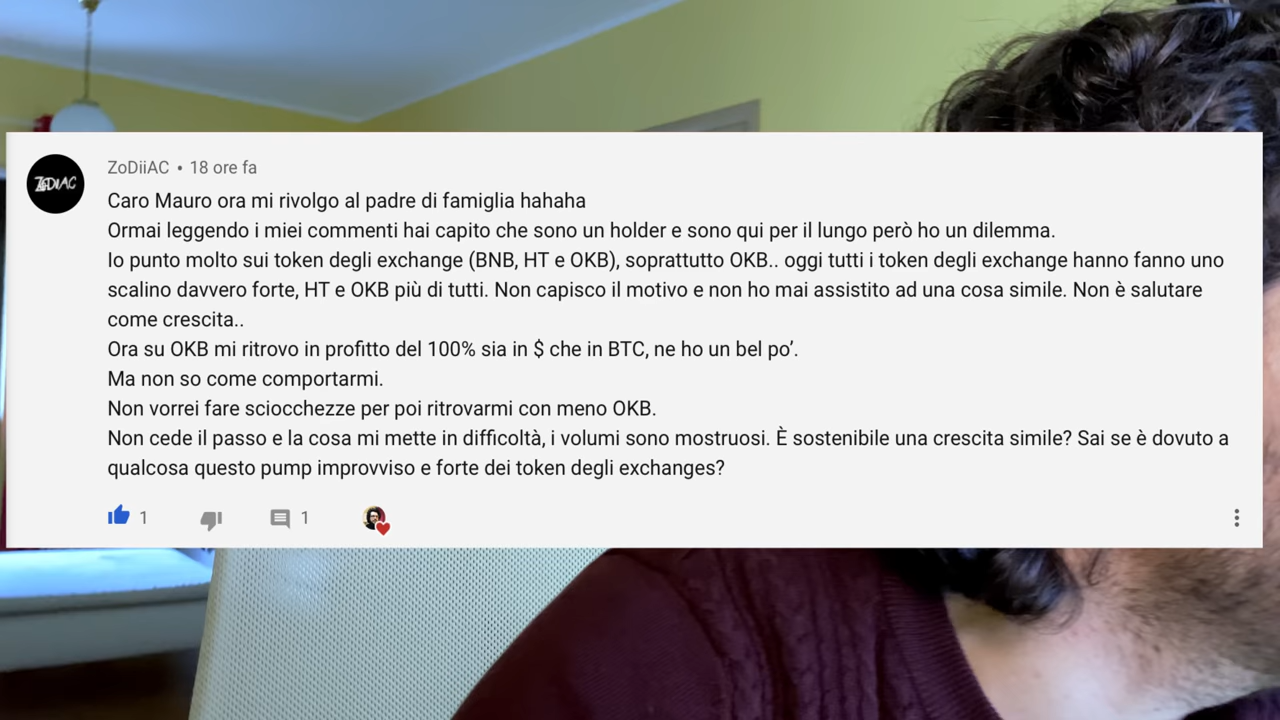 ZoDiAC
ZoDiiAC • 18 ore fa
Caro Mauro ora mi rivolgo al padre di famiglia hahaha
Ormai leggendo i miei commenti hai capito che sono un holder e sono qui per il lungo però ho un dilemma.
Io punto molto sui token degli exchange (BNB, HT e OKB), soprattutto OKB.. oggi tutti i token degli exchange hanno fanno uno
scalino davvero forte, HT e OKB più di tutti. Non capisco il motivo e non ho mai assistito ad una cosa simile. Non è salutare
come crescita..
Ora su OKB mi ritrovo in profitto del 100% sia in $ che in BTC, ne ho un bel po’.
Ma non so come comportarmi.
Non vorrei fare sciocchezze per poi ritrovarmi con meno OKB.
Non cede il passo e la cosa mi mette in difficoltà, i volumi sono mostruosi. È sostenibile una crescita simile? Sai se è dovuto a
qualcosa questo pump improvviso e forte dei token degli exchanges?
1 1